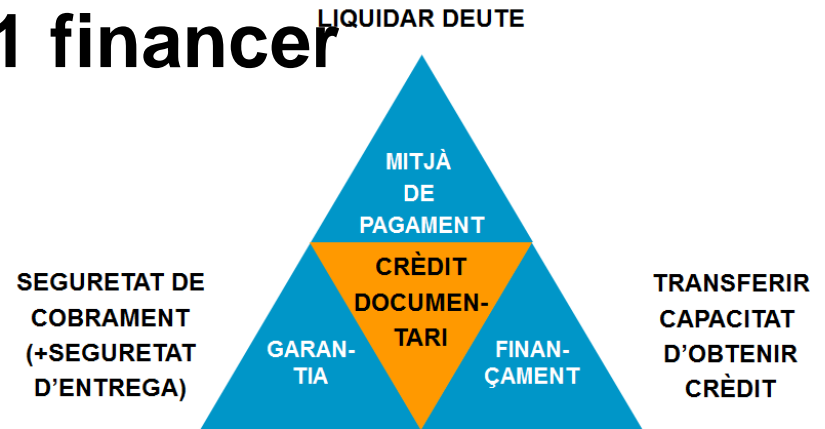 LIQUIDAR DEUTE
1 financer
MITJÀ
DE
PAGAMENT
CRÈDIT
DOCUMEN-
TARI
GARAN-
TIA
FINAN-
ÇAMENT
SEGURETAT DE
COBRAMENT
(+SEGURETAT
D'ENTREGA)
TRANSFERIR
CAPACITAT
D'OBTENIR
CRÈDIT